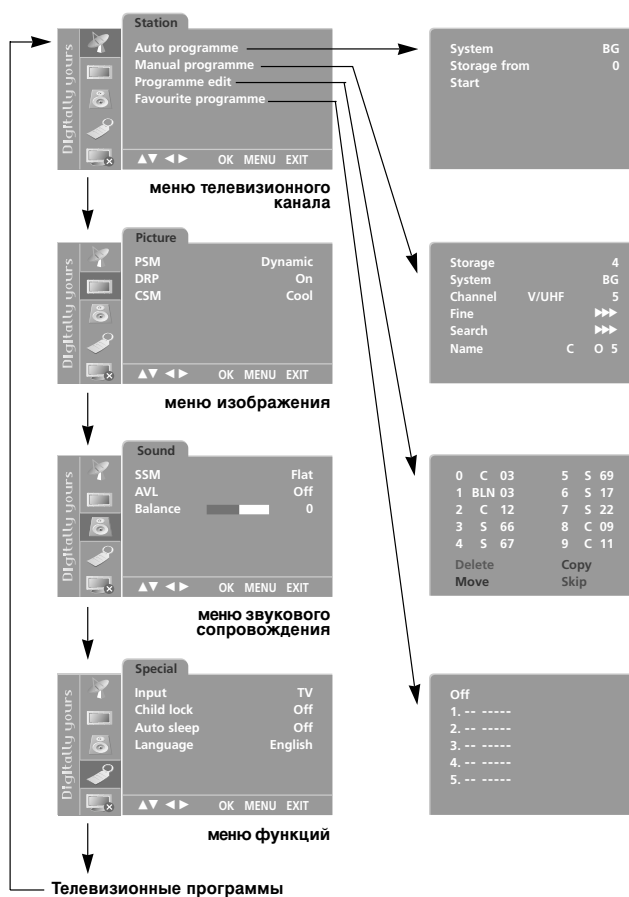 Station
Digitally yours
Auto programme
Manual programme
Programme edit
Favourite programme
▲▼ ◄► OK MENU EXIT
меню телевизионного
канала
System BG
Storage from 0
Start
Picture
Digitally yours
PSM Dynamic
DRP On
CSM Cool
▲▼ ◄► OK MENU EXIT
меню изображения
Storage 4
System BG
Channel V/UHF 5
Fine ►►►
Search ►►►
Name C O 5
Sound
Digitally yours
SSM Flat
AVL Off
Balance 0
▲▼ ◄► OK MENU EXIT
меню звукового
сопровождения
0 C 03 5 S 69
1 BLN 03 6 S 17
2 C 12 7 S 22
3 S 66 8 C 09
4 S 67 9 C 11
Delete Copy
Move Skip
Special
Digitally yours
Input TV
Child lock Off
Auto sleep Off
Language English
▲▼ ◄► OK MENU EXIT
меню функций
Off
1. -- -----
2. -- -----
3. -- -----
4. -- -----
5. -- -----
Телевизионные программы